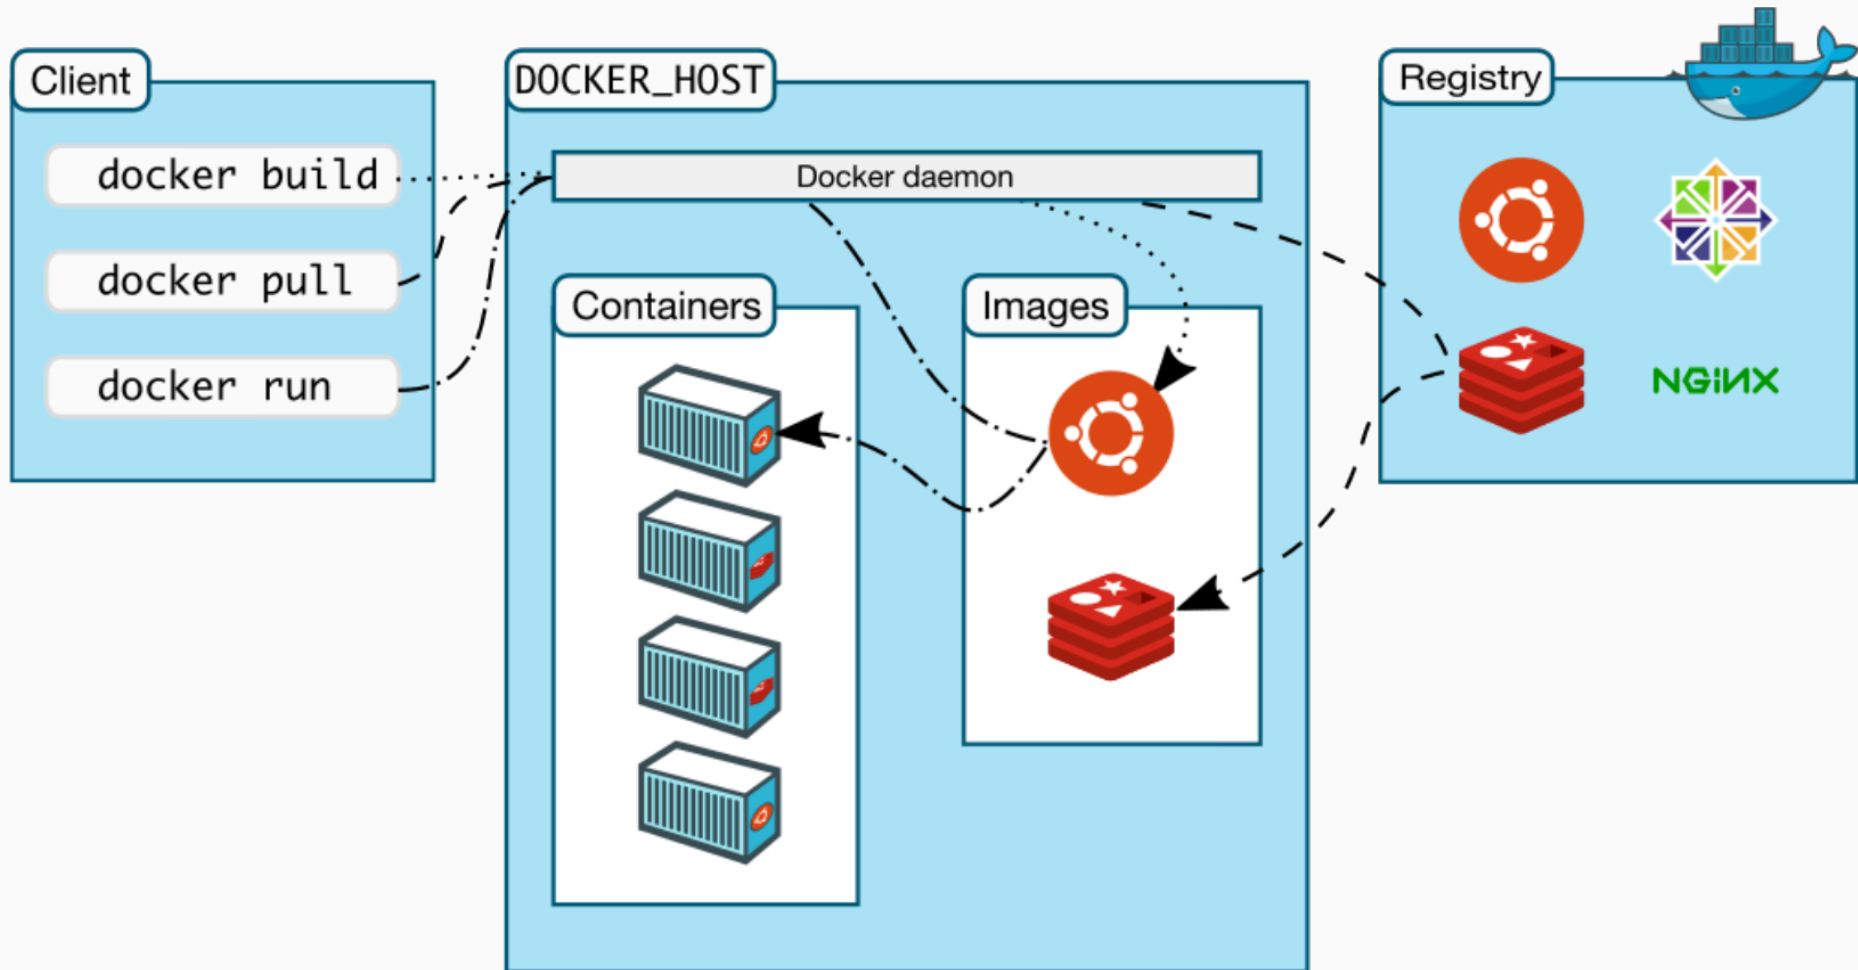 Client
docker build
docker pull
docker run
DOCKER_HOST
Docker daemon
Containers
Images
Registry
NGiNX